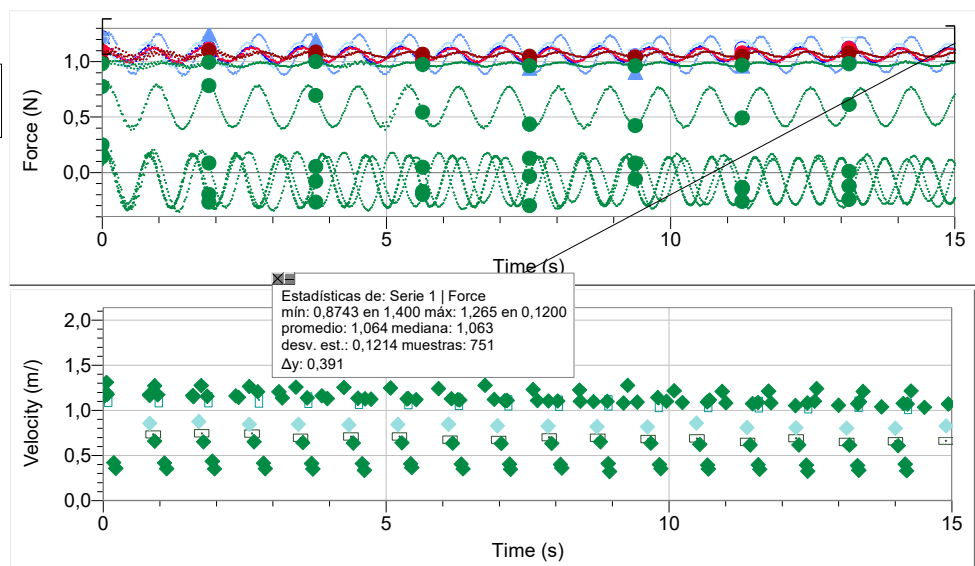 Force (N)
1,0
0,5
0,0
0
5
10
15
Time (s)
Estadísticas de: Serie 1 | Force
mín: 0,8743 en 1,400 máx: 1,265 en 0,1200
promedio: 1,064 mediana: 1,063
desv. est.: 0,1214 muestras: 751
Δy: 0,391
Velocity (m/)
2,0
1,5
1,0
0,5
0,0
0
5
10
15
Time (s)